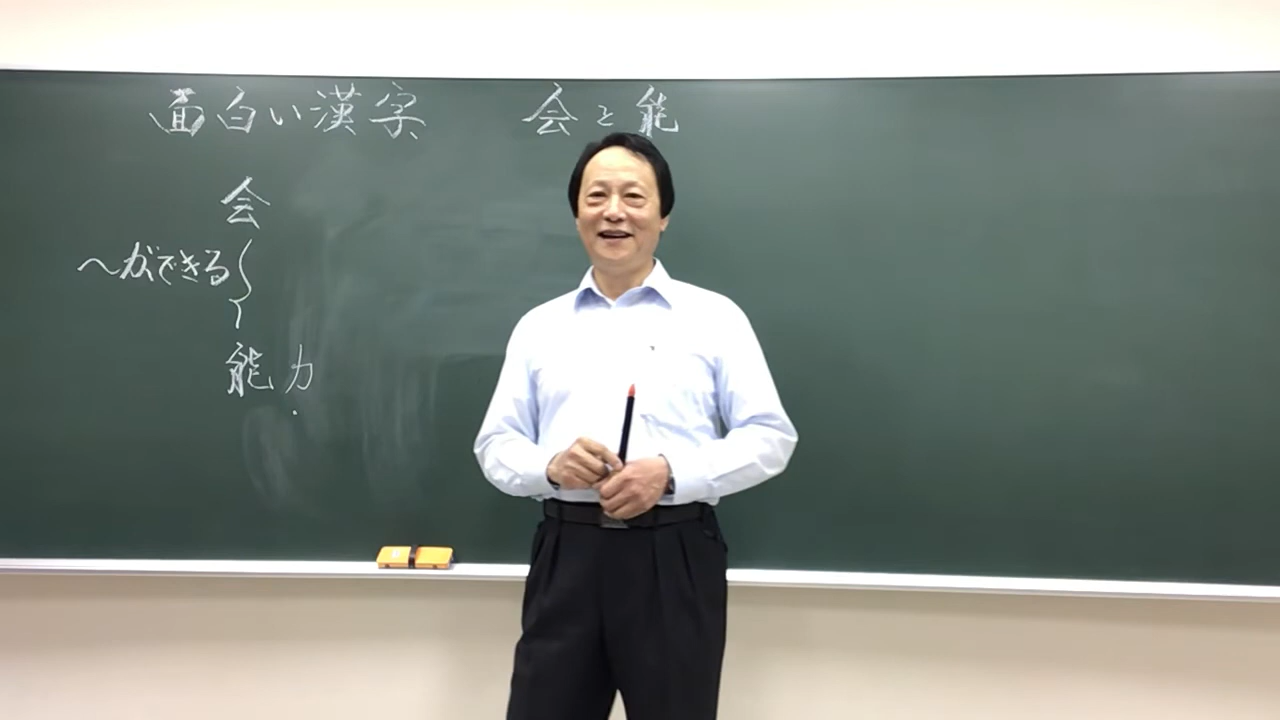 面白い漢字 会と能
会
〜ができる
能力